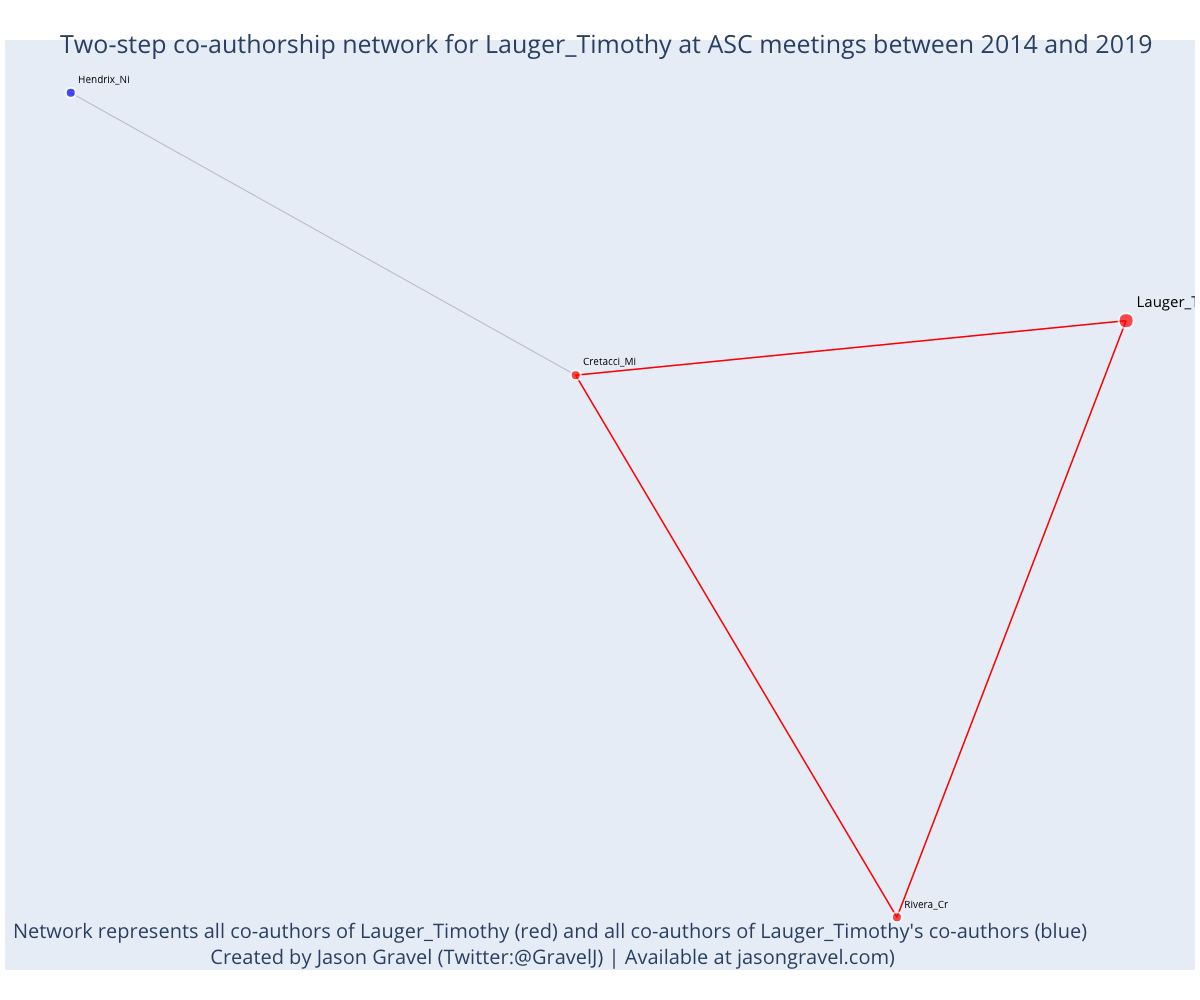 Two-step co-authorship network for Lauger_Timothy at ASC meetings between 2014 and 2019
Hendrix_Ni
Lauger_T
Cretacci_Mi
Rivera_Cr
Network represents all co-authors of Lauger_Timothy (red) and all co-authors of Lauger_Timothy's co-authors (blue)
Created by Jason Gravel (Twitter:@GravelJ) | Available at jasongravel.com)